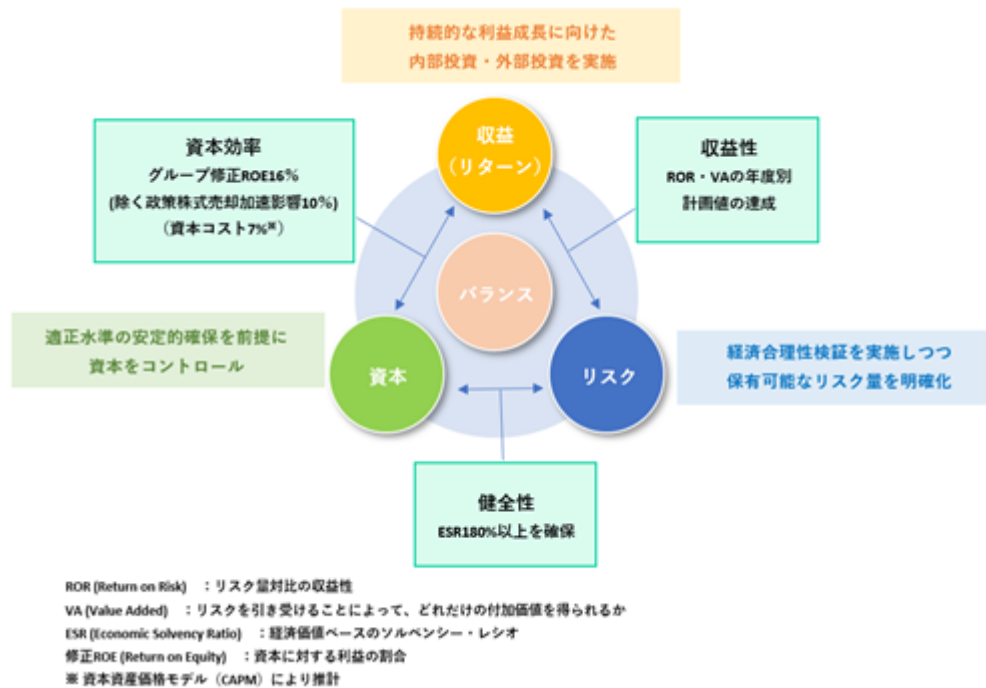 持続的な利益成長に向けた
内部投資・外部投資を実施
資本効率
グループ修正ROE16%
(除く政策株式売却加速影響10%)
（資本コスト7%※）
収益
（リターン）
収益性
ROR・VAの年度別
計画値の達成
バランス
適正水準の安定的確保を前提に
資本をコントロール
資本
リスク
経済合理性検証を実施しつつ
保有可能なリスク量を明確化
健全性
ESR180%以上を確保
ROR (Return on Risk) ：リスク量対比の収益性
VA (Value Added) ：リスクを引き受けることによって、どれだけの付加価値を得られるか
ESR (Economic Solvency Ratio) ：経済価値ベースのソルベンシー・レシオ
修正ROE (Return on Equity) ：資本に対する利益の割合
※ 資本資産価格モデル（CAPM）により推計